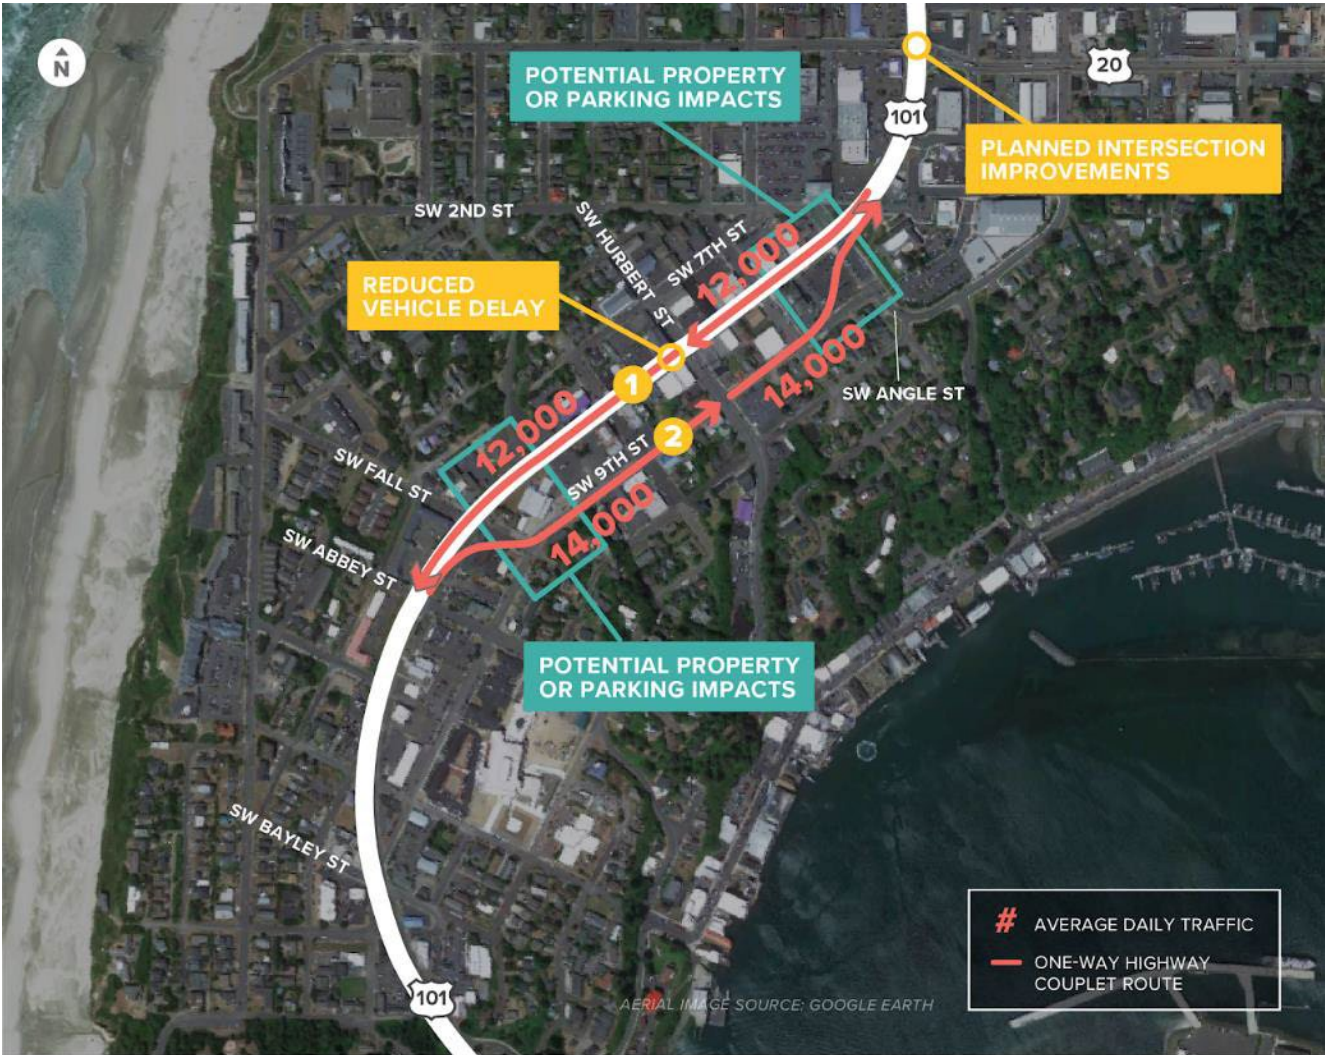 N
POTENTIAL PROPERTY
OR PARKING IMPACTS
20
101
PLANNED INTERSECTION
IMPROVEMENTS
SW 2ND ST
SW HURBERT ST
SW 7TH ST
12,000
REDUCED
VEHICLE DELAY
1
14,000
SW ANGLE ST
12,000
2
SW 9TH ST
SW FALL ST
14,000
SW ABBEY ST
POTENTIAL PROPERTY
OR PARKING IMPACTS
SW BAYLEY ST
101
# AVERAGE DAILY TRAFFIC
ONE-WAY HIGHWAY
COUPLET ROUTE
AERIAL IMAGE SOURCE: GOOGLE EARTH